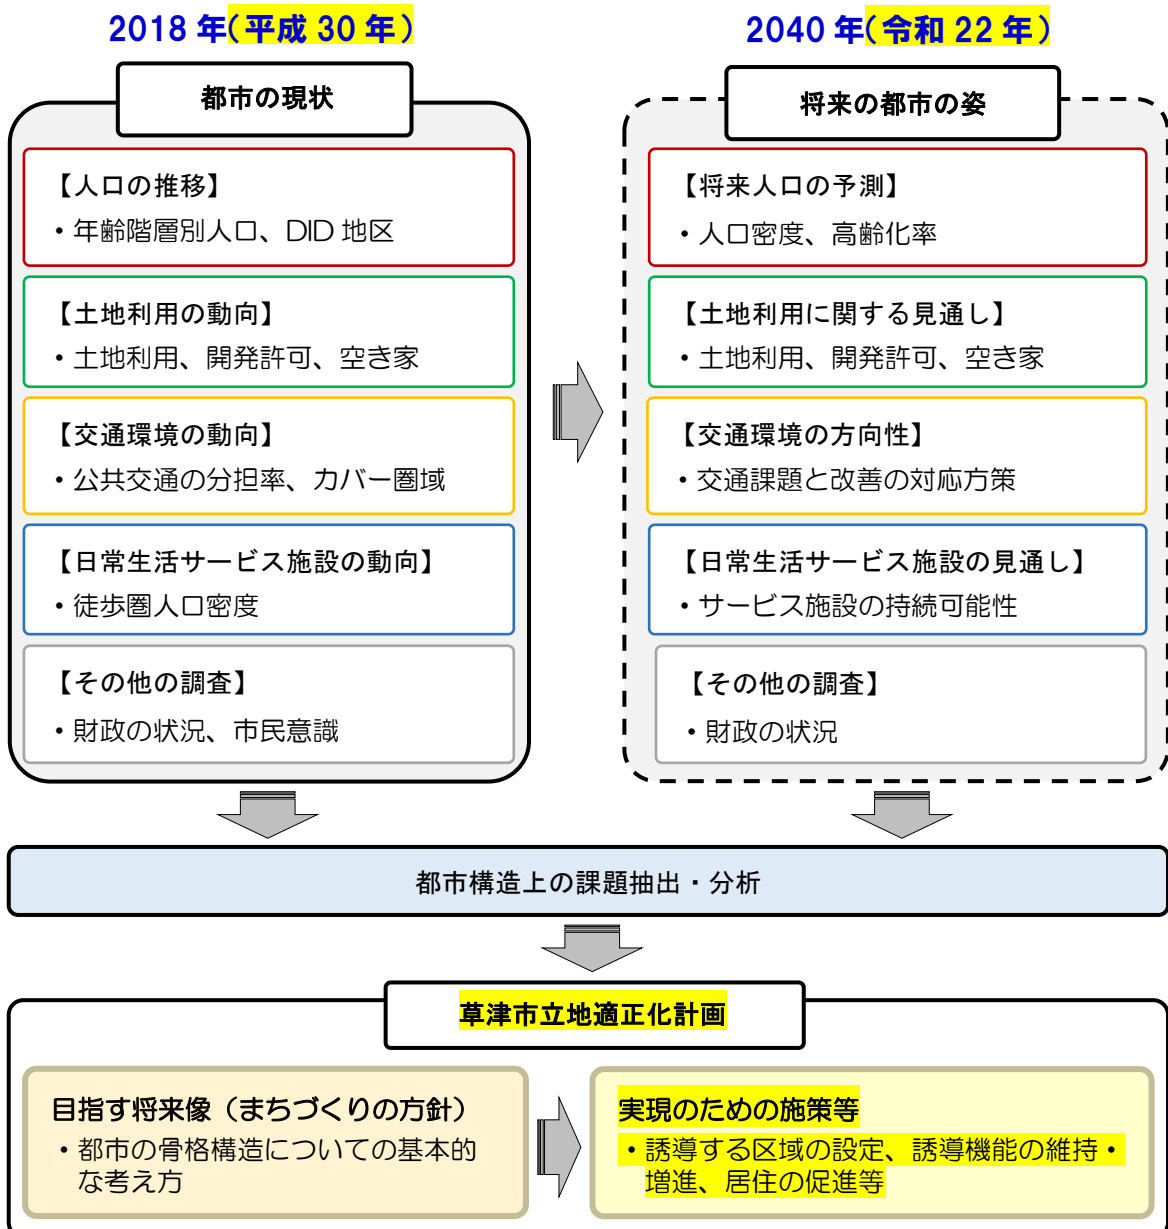 2018 年(平成 30 年)
都市の現状
【人口の推移】
・年齢階層別人口、DID 地区
【土地利用の動向】
・土地利用、開発許可、空き家
【交通環境の動向】
・公共交通の分担率、カバー圏域
【日常生活サービス施設の動向】
・徒歩圏人口密度
【その他の調査】
・財政の状況、市民意識
2040 年(令和 22 年)
将来の都市の姿
【将来人口の予測】
・人口密度、高齢化率
【土地利用に関する見通し】
・土地利用、開発許可、空き家
【交通環境の方向性】
・交通課題と改善の対応方策
【日常生活サービス施設の見通し】
・サービス施設の持続可能性
【その他の調査】
・財政の状況
都市構造上の課題抽出・分析
草津市立地適正化計画
目指す将来像（まちづくりの方針）
・都市の骨格構造についての基本的
な考え方
実現のための施策等
・誘導する区域の設定、誘導機能の維持・
増進、居住の促進等